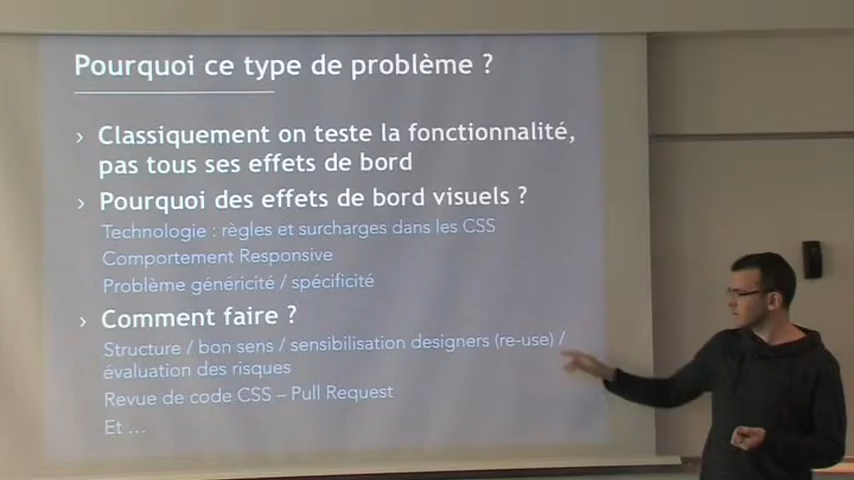 Pourquoi ce type de problème ?
› Classiquement on teste la fonctionnalité,
pas tous ses effets de bord
› Pourquoi des effets de bord visuels ?
Technologie : règles et surcharges dans les CSS
Comportement Responsive
Problème généricité / spécificité
› Comment faire ?
Structure / bon sens / sensibilisation designers (re-use) /
évaluation des risques
Revue de code CSS – Pull Request
Et ...